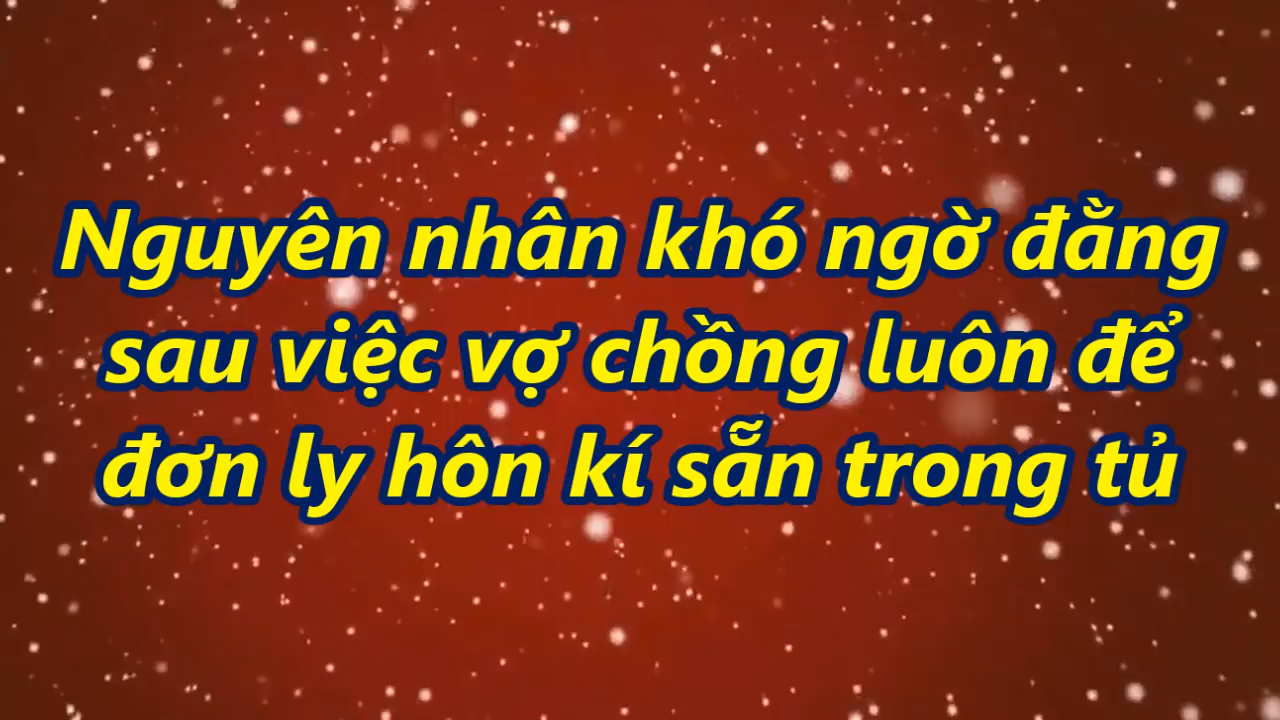 Nguyên nhân khó ngờ đằng
sau việc vợ chồng luôn để
đơn ly hôn kí sẵn trong tủ